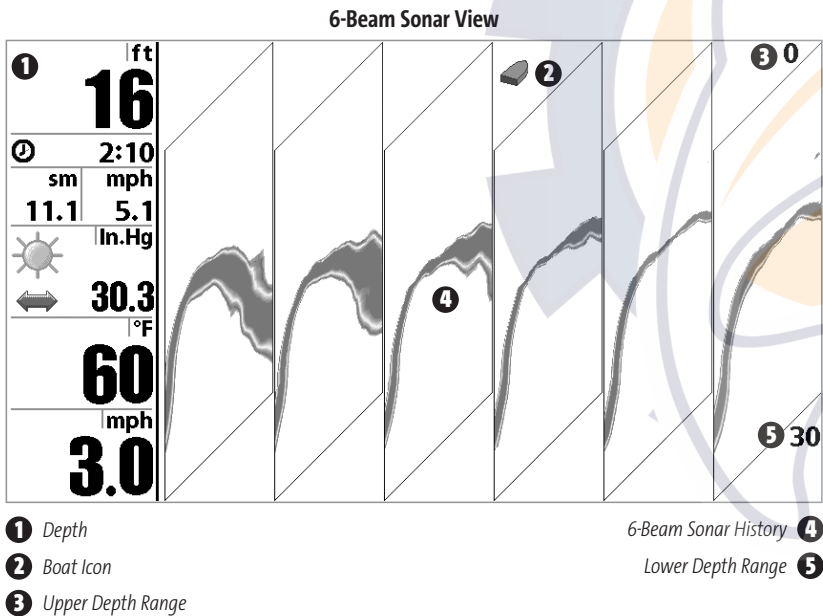 6-Beam Sonar View
1 ft
16
2:10
sm mph
11.1 5.1
In.Hg
30.3
°F
60
mph
3.0
2
3 0
4
5 30
1 Depth
2 Boat Icon
3 Upper Depth Range
6-Beam Sonar History 4
Lower Depth Range 5